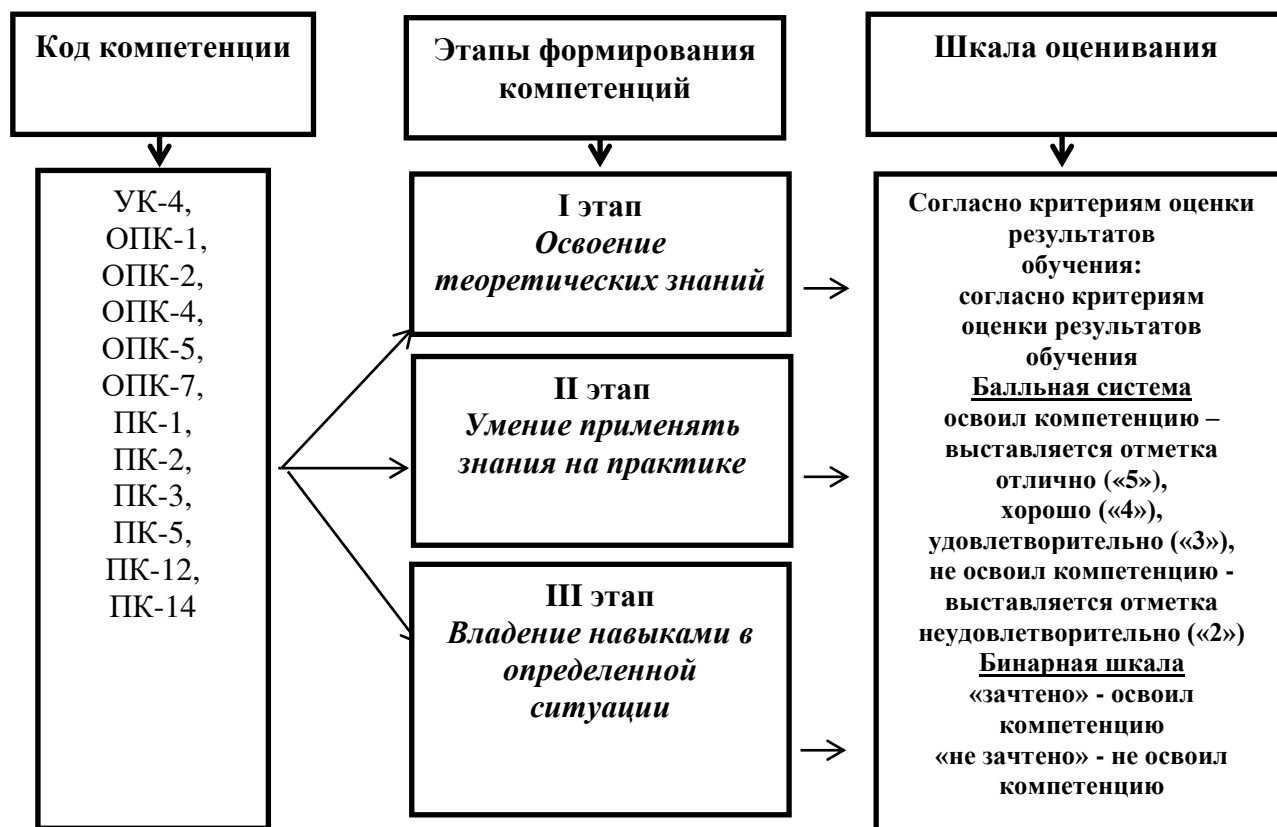 Код компетенции
Этапы формирования
компетенций
Шкала оценивания
УК-4,
ОПК-1,
ОПК-2,
ОПК-4,
ОПК-5,
ОПК-7,
ПК-1,
ПК-2,
ПК-3,
ПК-5,
ПК-12,
ПК-14
I этап
Освоение
теоретических знаний
II этап
Умение применять
знания на практике
III этап
Владение навыками в
определенной
ситуации
Согласно критериям оценки
результатов
обучения:
согласно критериям
оценки результатов
обучения
Балльная система
освоил компетенцию –
выставляется отметка
отлично («5»),
хорошо («4»),
удовлетворительно («3»),
не освоил компетенцию -
выставляется отметка
неудовлетворительно («2»)
Бинарная шкала
«зачтено» - освоил
компетенцию
«не зачтено» - не освоил
компетенцию